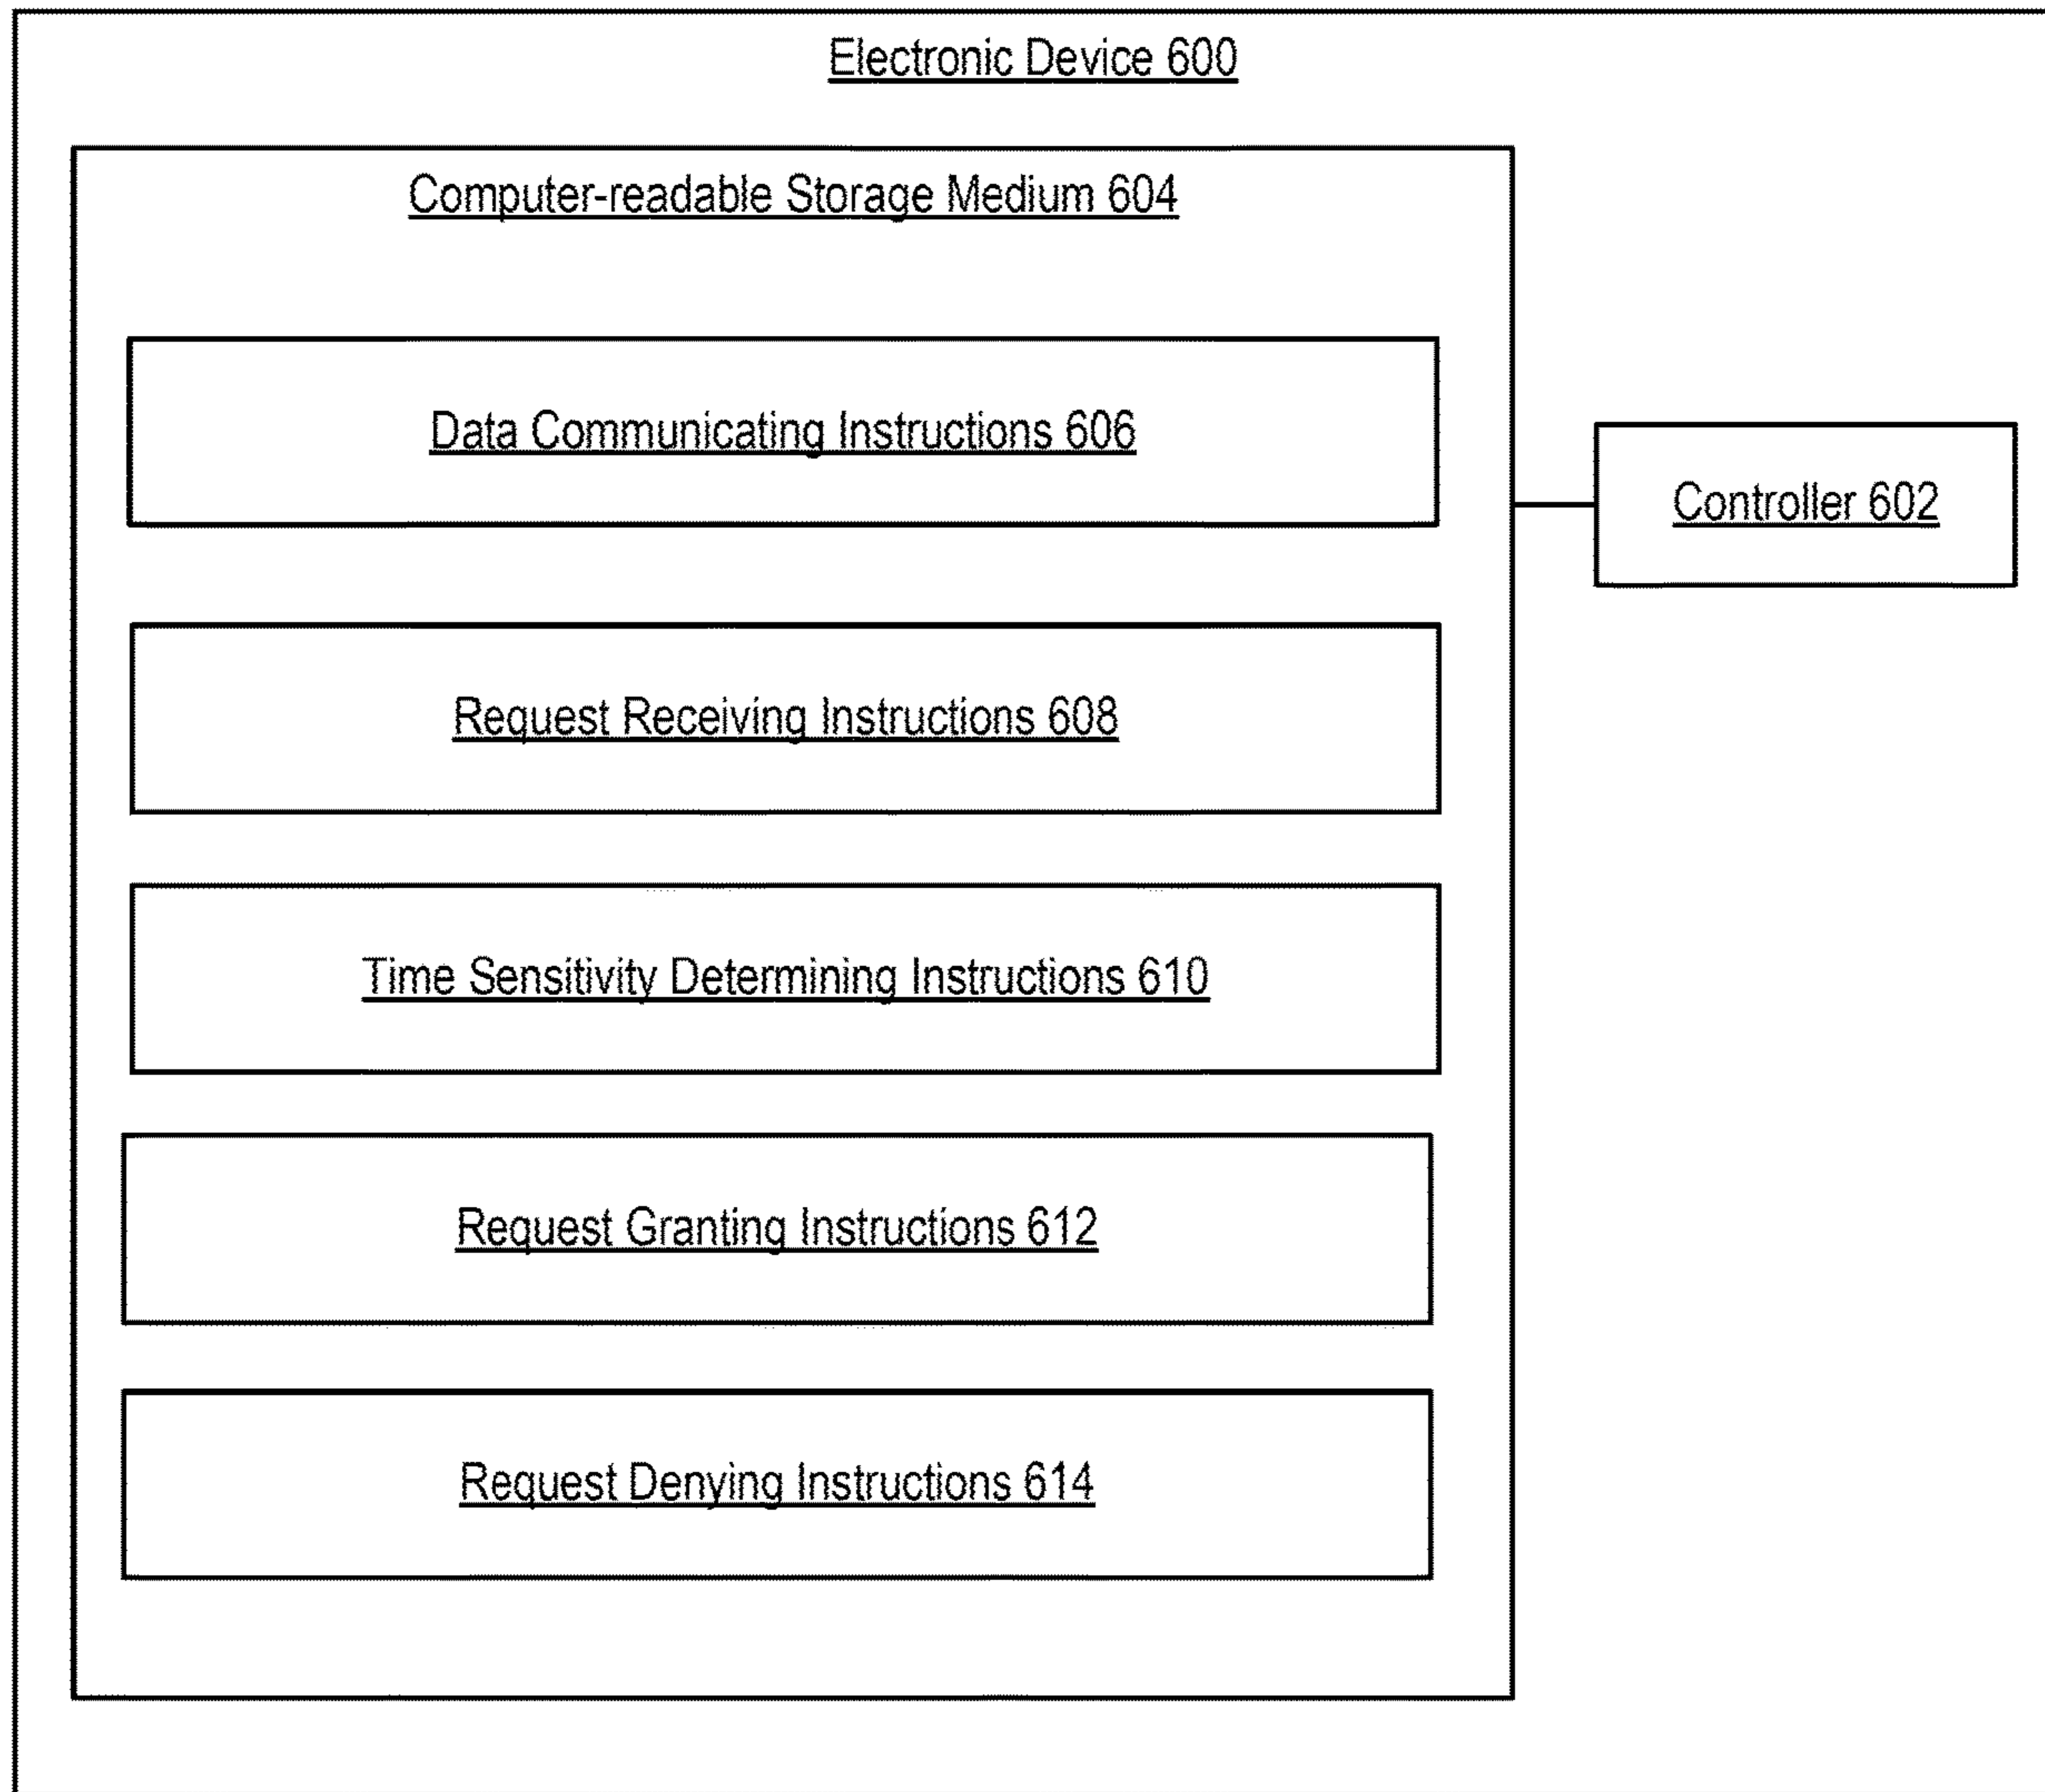 Electronic Device 600
Computer-readable Storage Medium 604
Data Communicating Instructions 606
Controller 602
Request Receiving Instructions 608
Time Sensitivity Determining Instructions 610
Request Granting Instructions 612
Request Denying Instructions 614